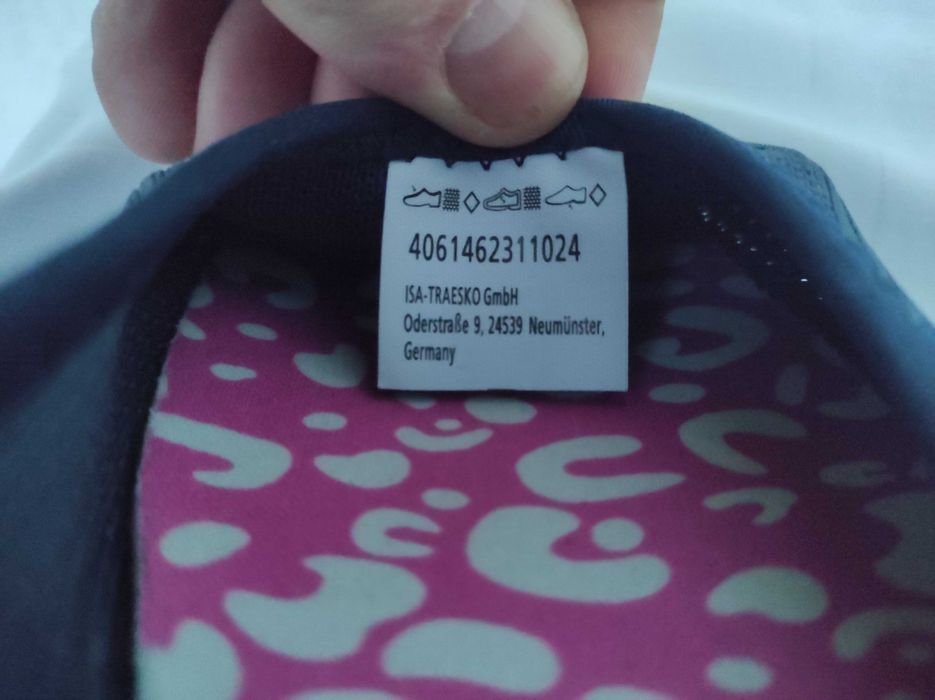 4061462311024
ISA-TRAESKO GmbH
Oderstraße 9, 24539 Neumünster,
Germany